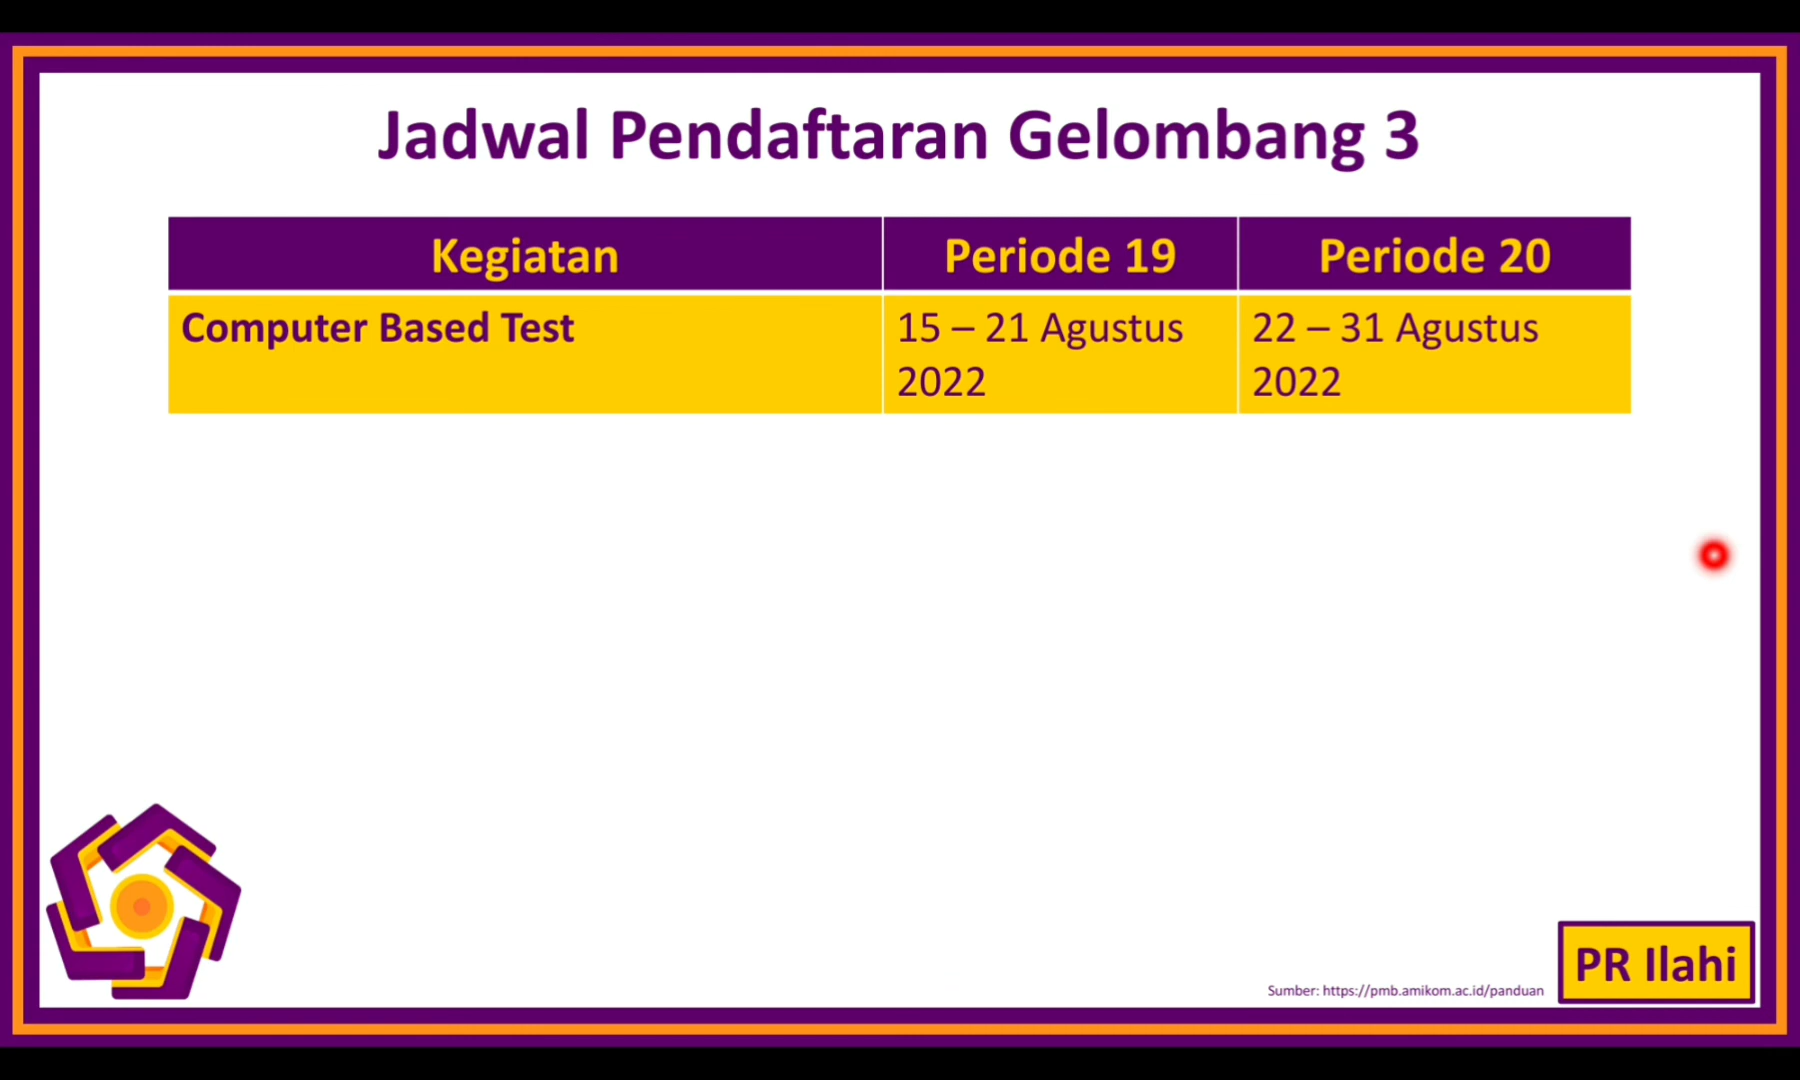 Jadwal Pendaftaran Gelombang 3
Kegiatan Periode 19 Periode 20
Computer Based Test 15 – 21 Agustus 22 – 31 Agustus
2022 2022
PR Ilahi
Sumber: https://pmb.amikom.ac.id/panduan